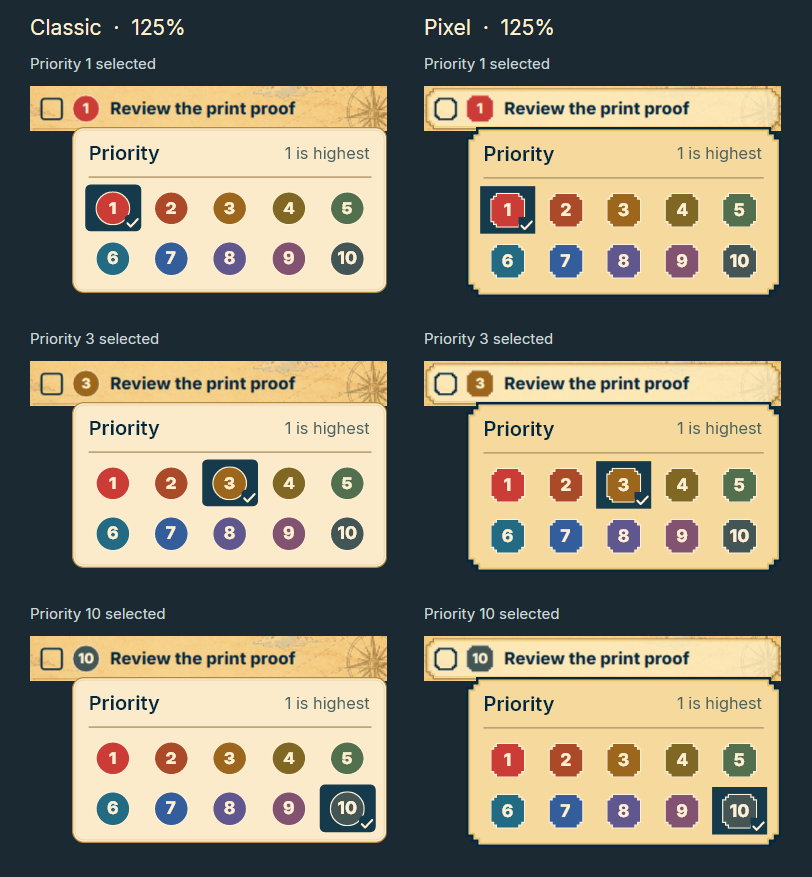 Classic · 125%
Priority 1 selected
1 Review the print proof
Priority 1 is highest
1 2 3 4 5
6 7 8 9 10
Priority 3 selected
3 Review the print proof
Priority 1 is highest
1 2 3 4 5
6 7 8 9 10
Priority 10 selected
10 Review the print proof
Priority 1 is highest
1 2 3 4 5
6 7 8 9 10
Pixel · 125%
Priority 1 selected
1 Review the print proof
Priority 1 is highest
1 2 3 4 5
6 7 8 9 10
Priority 3 selected
3 Review the print proof
Priority 1 is highest
1 2 3 4 5
6 7 8 9 10
Priority 10 selected
10 Review the print proof
Priority 1 is highest
1 2 3 4 5
6 7 8 9 10